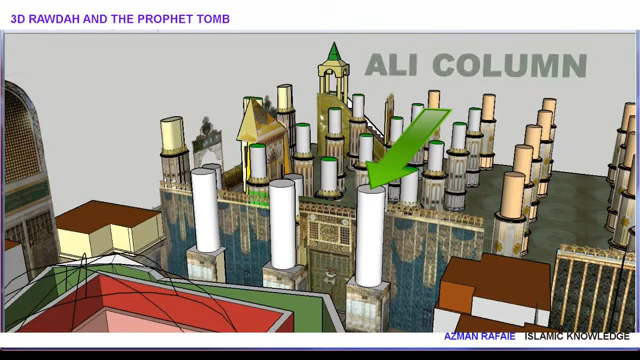 3D RAWDAH AND THE PROPHET TOMB
ALI COLUMN
AZMAN RAFAIE ISLAMIC KNOWLEDGE